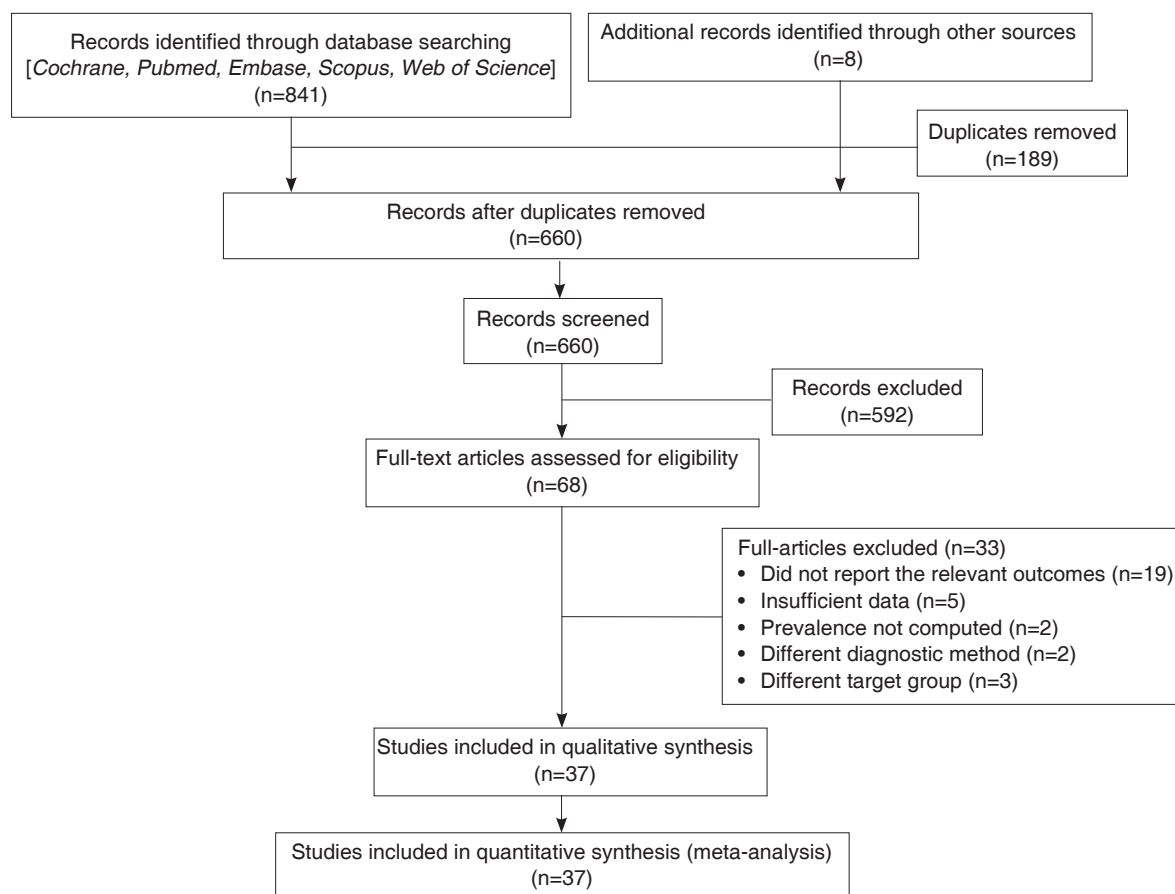 Records identified through database searching
[Cochrane, Pubmed, Embase, Scopus, Web of Science]
(n=841)
Additional records identified through other sources
(n=8)
Duplicates removed
(n=189)
Records after duplicates removed
(n=660)
Records screened
(n=660)
Records excluded
(n=592)
Full-text articles assessed for eligibility
(n=68)
Full-articles excluded (n=33)
• Did not report the relevant outcomes (n=19)
• Insufficient data (n=5)
• Prevalence not computed (n=2)
• Different diagnostic method (n=2)
• Different target group (n=3)
Studies included in qualitative synthesis
(n=37)
Studies included in quantitative synthesis (meta-analysis)
(n=37)